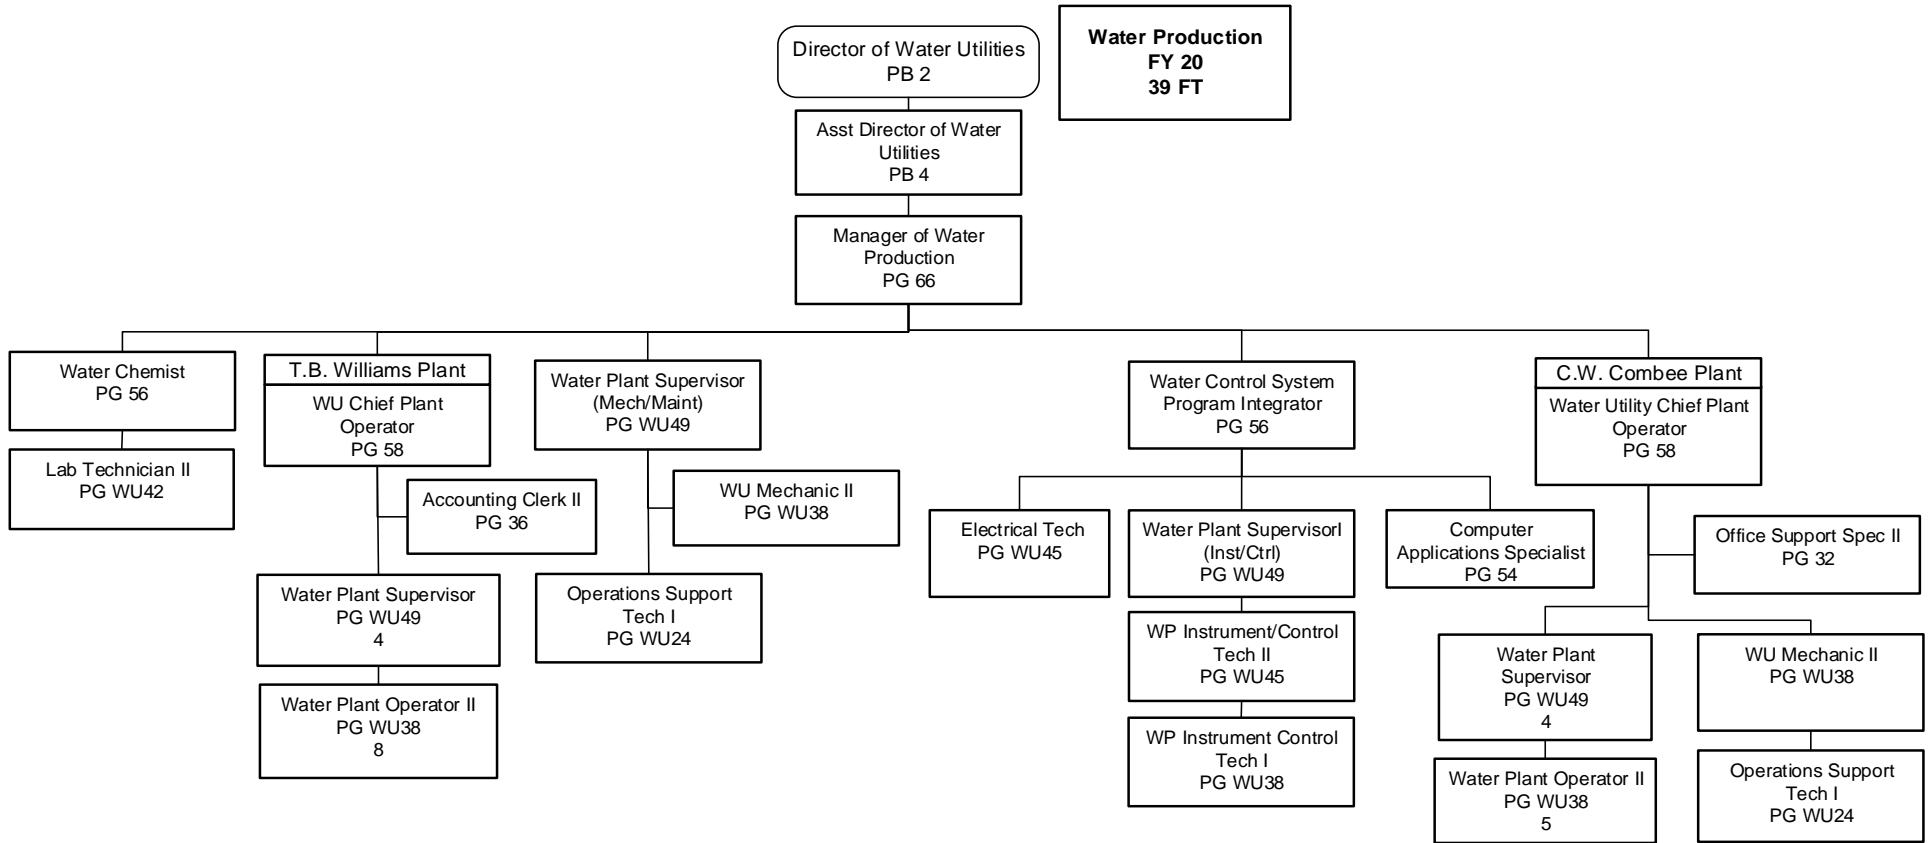 Director of Water Utilities
PB 2
Water Production
FY 20
39 FT
Asst Director of Water
Utilities
PB 4
Manager of Water
Production
PG 66
Water Chemist
PG 56
Lab Technician II
PG WU42
T.B. Williams Plant
WU Chief Plant
Operator
PG 58
Accounting Clerk II
PG 36
Water Plant Supervisor
PG WU49
4
Water Plant Operator II
PG WU38
8
Water Plant Supervisor
(Mech/Maint)
PG WU49
WU Mechanic II
PG WU38
Operations Support
Tech I
PG WU24
Water Control System
Program Integrator
PG 56
Electrical Tech
PG WU45
Water Plant SupervisorI
(Inst/Ctrl)
PG WU49
Computer
Applications Specialist
PG 54
WP Instrument/Control
Tech II
PG WU45
WP Instrument Control
Tech I
PG WU38
C.W. Combee Plant
Water Utility Chief Plant
Operator
PG 58
Office Support Spec II
PG 32
Water Plant
Supervisor
PG WU49
4
Water Plant Operator II
PG WU38
5
WU Mechanic II
PG WU38
Operations Support
Tech I
PG WU24